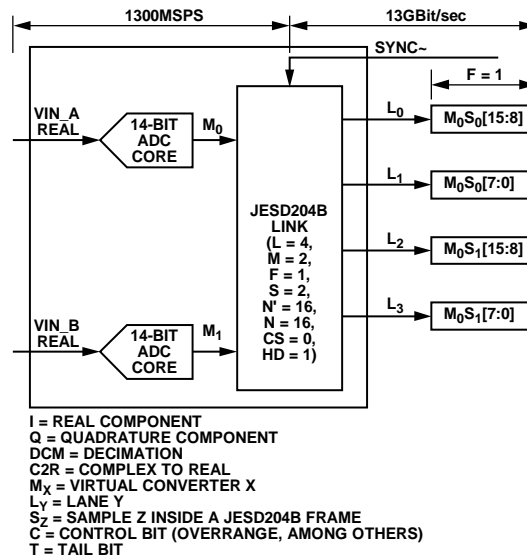 1300MSPS
13GBit/sec
SYNC~
F = 1
VIN_A
REAL
14-BIT
ADC
CORE
M0
L0
M0S0[15:8]
L1
M0S0[7:0]
JESD204B
LINK
(L = 4,
M = 2,
F = 1,
S = 2,
N' = 16,
N = 16,
CS = 0,
HD = 1)
L2
M0S1[15:8]
L3
M0S1[7:0]
VIN_B
REAL
14-BIT
ADC
CORE
M1
I = REAL COMPONENT
Q = QUADRATURE COMPONENT
DCM = DECIMATION
C2R = COMPLEX TO REAL
MX = VIRTUAL CONVERTER X
LY = LANE Y
SZ = SAMPLE Z INSIDE A JESD204B FRAME
C = CONTROL BIT (OVERRANGE, AMONG OTHERS)
T = TAIL BIT